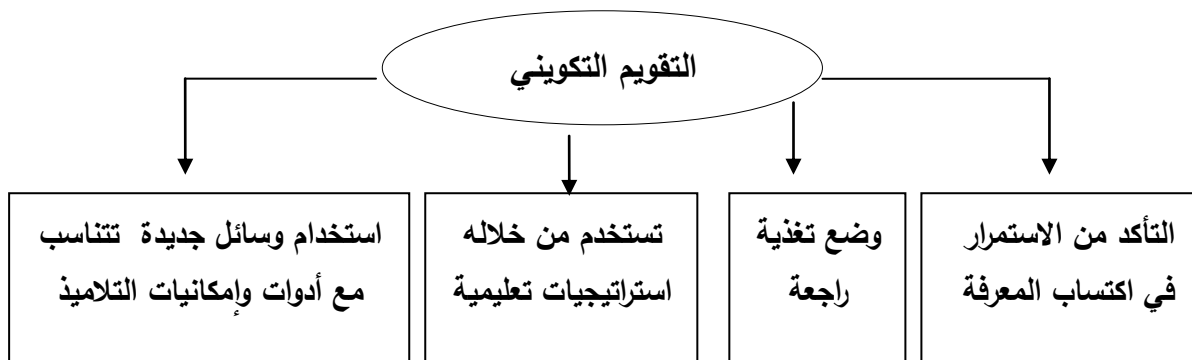 التقويم التكويني
التأكد من الاستمرار
في اكتساب المعرفة
وضع تغذية
راجعة
تستخدم من خلاله
استراتيجيات تعليمية
استخدام وسائل جديدة تتناسب
مع أدوات وإمكانيات التلاميذ